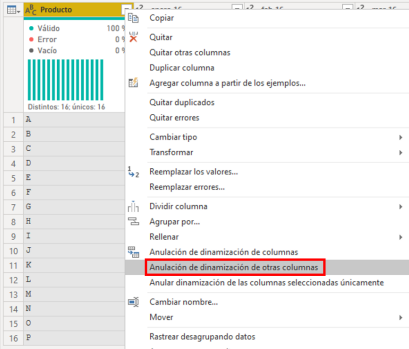 ABC Producto
Válido 100 %
Error 0 %
Vacío 0 %
Distintos: 16; únicos: 16
1 A
2 B
3 C
4 D
5 E
6 F
7 G
8 H
9 I
10 J
11 K
12 L
13 M
14 N
15 O
16 P
Copiar
Quitar
Quitar otras columnas
Duplicar columna
Agregar columna a partir de los ejemplos...
Quitar duplicados
Quitar errores
Cambiar tipo
Transformar
Reemplazar los valores...
Reemplazar errores...
Dividir columna
Agrupar por...
Rellenar
Anulación de dinamización de columnas
Anulación de dinamización de otras columnas
Anular dinamización de las columnas seleccionadas únicamente
Cambiar nombre...
Mover
Rastrear desagrupando datos